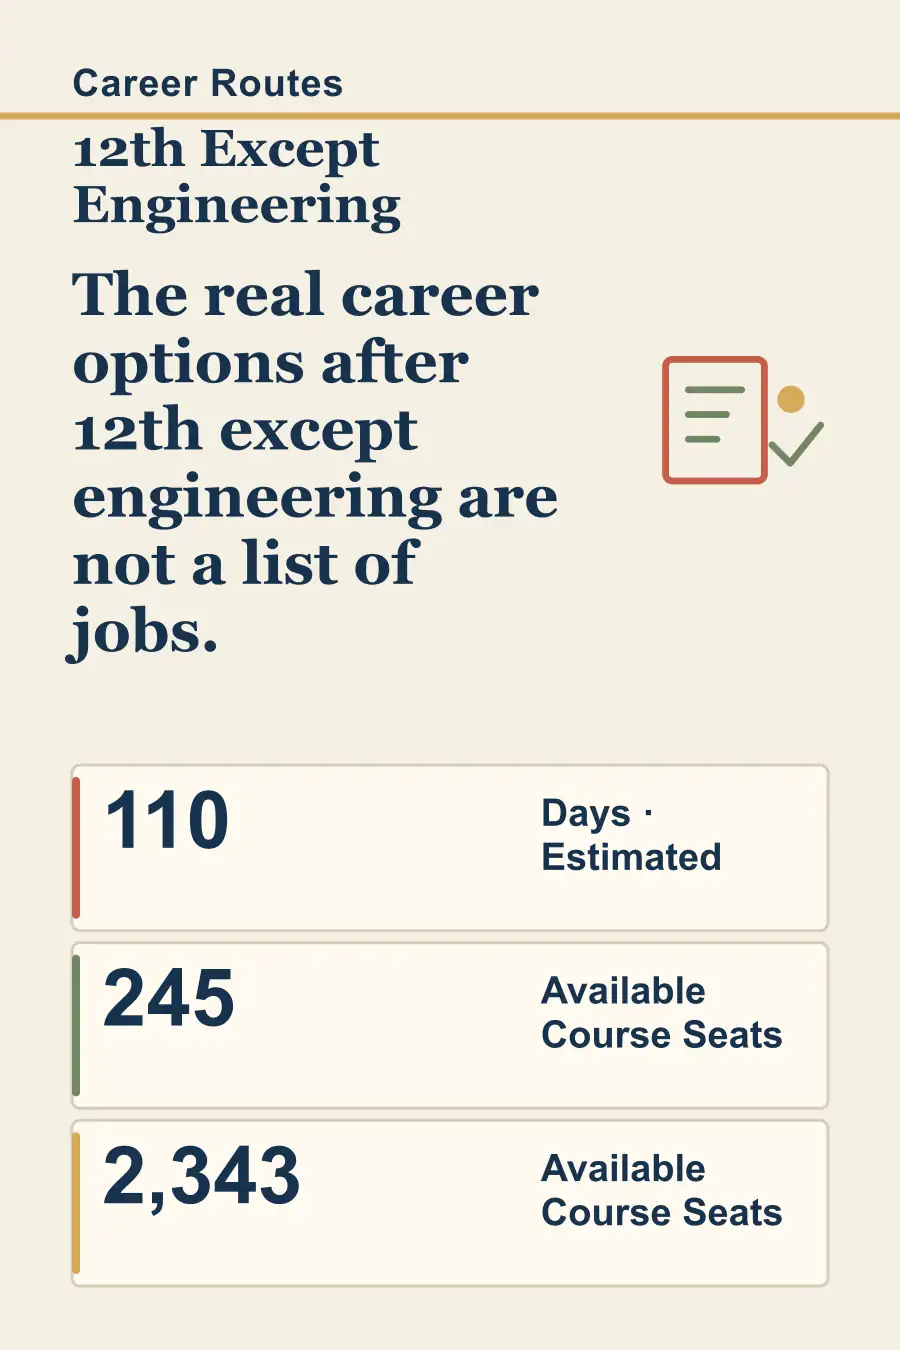 Career Routes
12th Except
Engineering
The real career
options after
12th except
engineering are
not a list of
jobs.
110
Days ·
Estimated
245
Available
Course Seats
2,343
Available
Course Seats